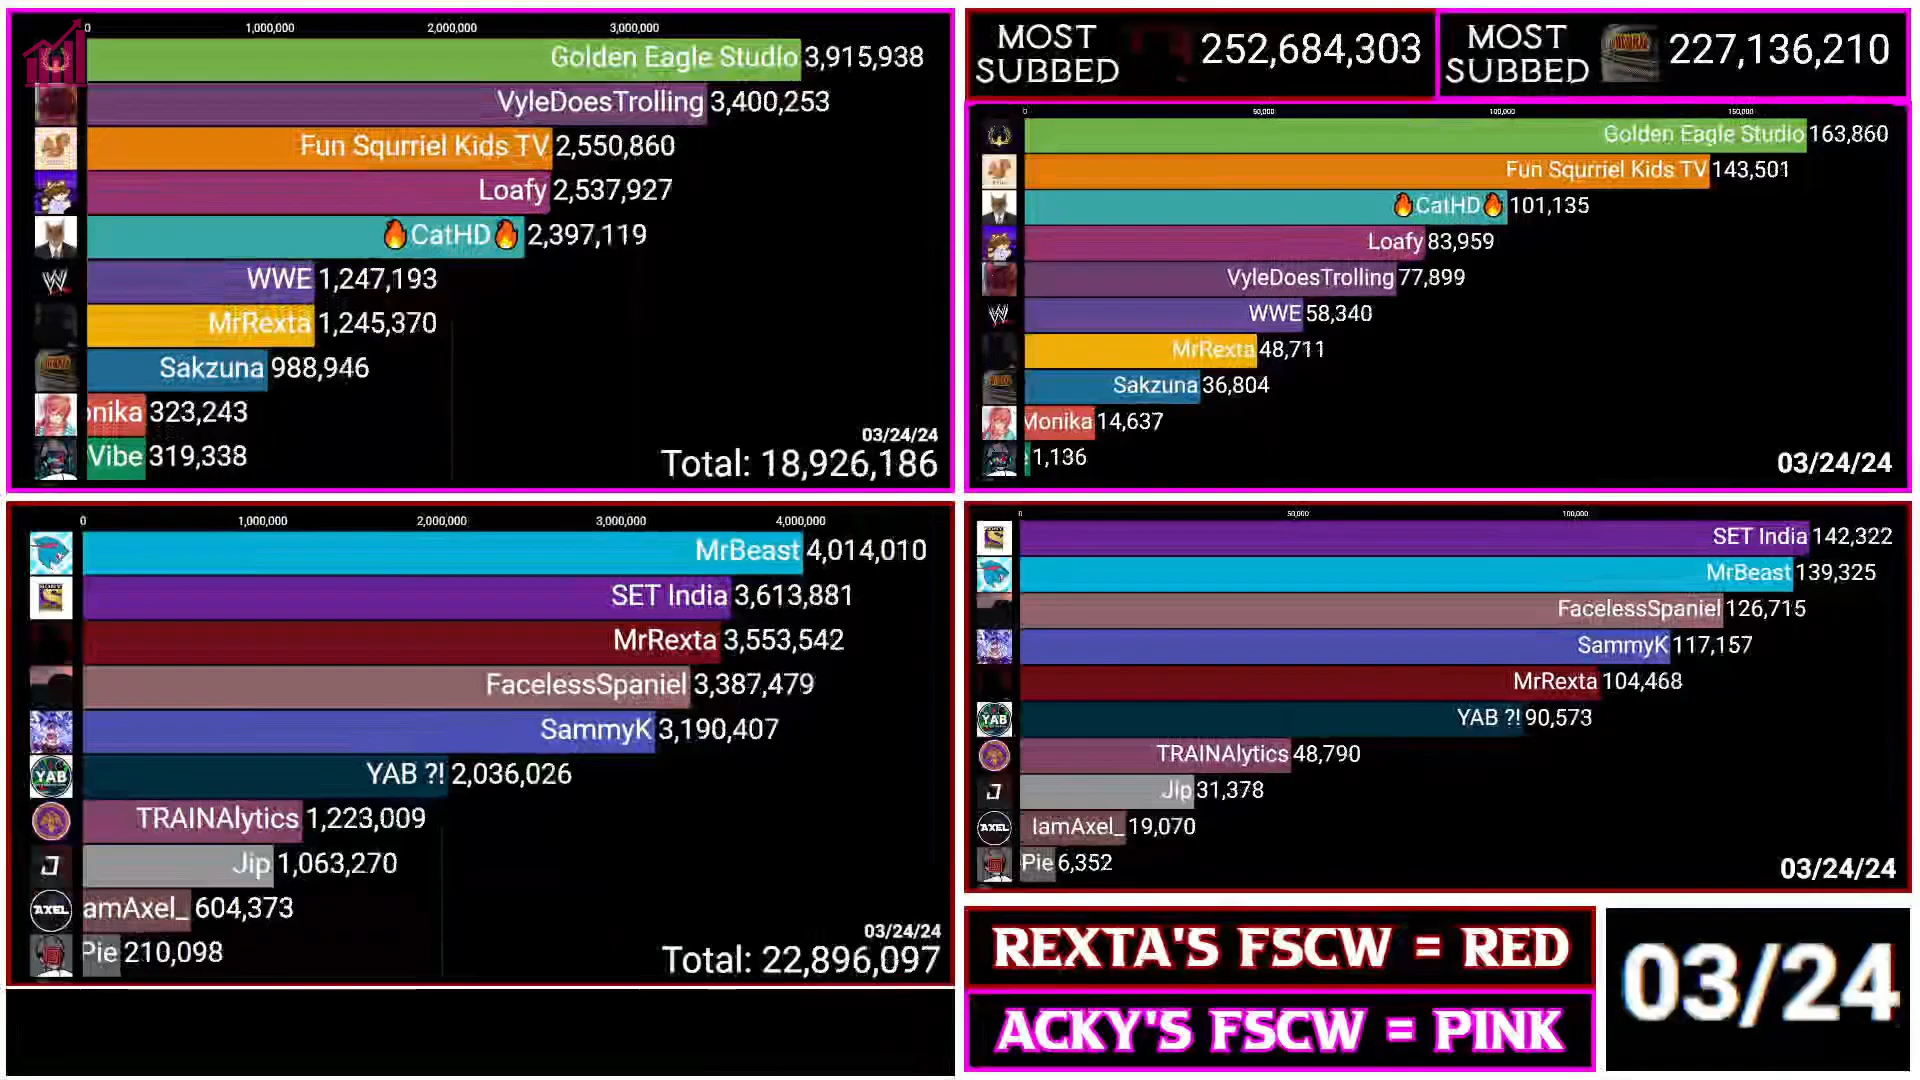 0 1,000,000 2,000,000 3,000,000
Golden Eagle Studio 3,915,938
VyleDoesTrolling 3,400,253
Fun Squrriel Kids TV 2,550,860
Loafy 2,537,927
🔥CatHD🔥 2,397,119
WWE 1,247,193
MrRexta 1,245,370
Sakzuna 988,946
onika 323,243
Vibe 319,338
03/24/24
Total: 18,926,186
MOST SUBBED 252,684,303
MOST SUBBED 227,136,210
0 50,000 100,000 150,000
Golden Eagle Studio 163,860
Fun Squrriel Kids TV 143,501
🔥CatHD🔥 101,135
Loafy 83,959
VyleDoesTrolling 77,899
WWE 58,340
MrRexta 48,711
Sakzuna 36,804
Monika 14,637
1,136
03/24/24
0 1,000,000 2,000,000 3,000,000 4,000,000
MrBeast 4,014,010
SET India 3,613,881
MrRexta 3,553,542
FacelessSpaniel 3,387,479
SammyK 3,190,407
YAB YAB ?! 2,036,026
TRAINAlytics 1,223,009
J Jip 1,063,270
AXEL amAxel_ 604,373
Pie 210,098
03/24/24
Total: 22,896,097
0 50,000 100,000
SET India 142,322
MrBeast 139,325
FacelessSpaniel 126,715
SammyK 117,157
MrRexta 104,468
YAB YAB ?! 90,573
TRAINAlytics 48,790
J Jip 31,378
AXEL IamAxel_ 19,070
Pie 6,352
03/24/24
REXTA'S FSCW = RED
ACKY'S FSCW = PINK
03/24